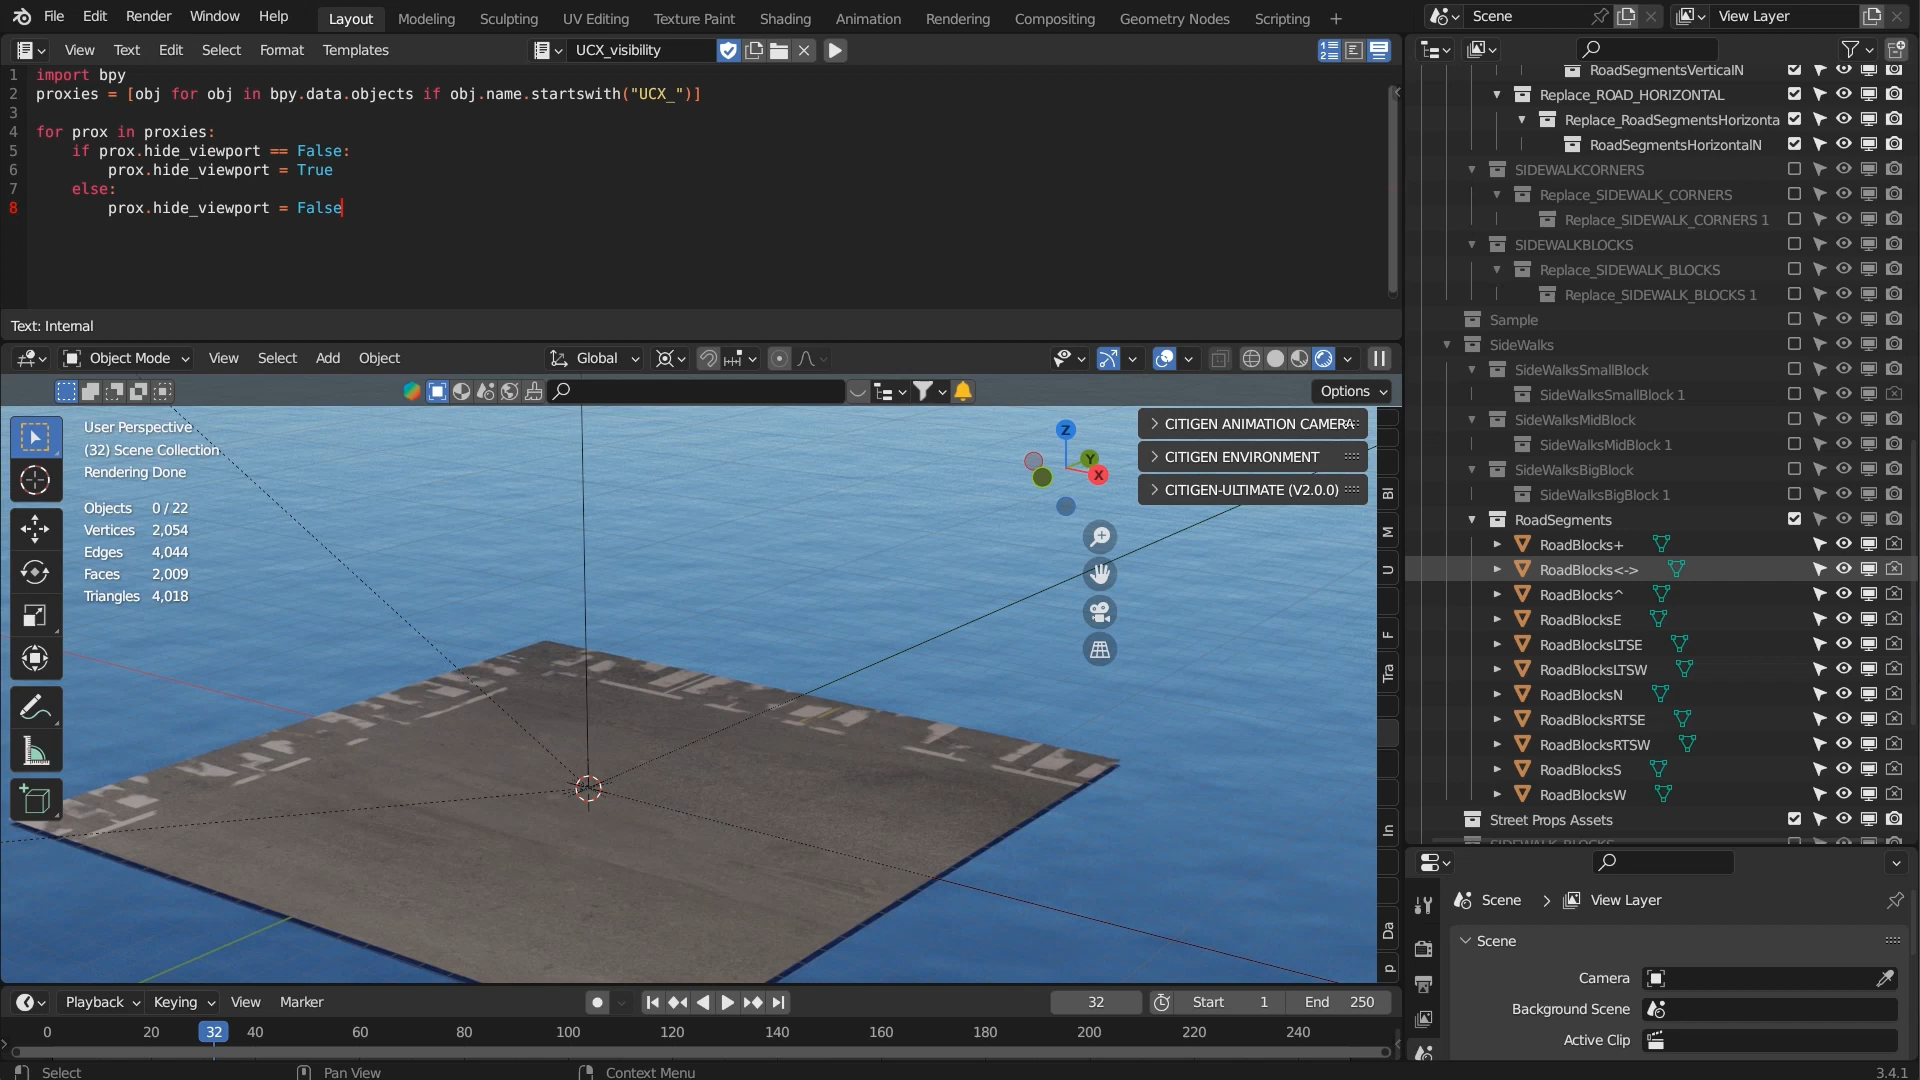 File Edit Render Window Help Layout Modeling Sculpting UV Editing Texture Paint Shading Animation Rendering Compositing Geometry Nodes Scripting + Scene View Layer
View Text Edit Select Format Templates UCX_visibility
1 import bpy
2 proxies = [obj for obj in bpy.data.objects if obj.name.startswith("UCX_")]
3
4 for prox in proxies:
5 if prox.hide_viewport == False:
6 prox.hide_viewport = True
7 else:
8 prox.hide_viewport = False
Text: Internal
Object Mode View Select Add Object Global
Options
User Perspective
(32) Scene Collection
Rendering Done
Objects 0 / 22
Vertices 2,054
Edges 4,044
Faces 2,009
Triangles 4,018
Z
Y
X
CITIGEN ANIMATION CAMERA
CITIGEN ENVIRONMENT
CITIGEN-ULTIMATE (V2.0.0)
BI
M
U
F
Tra
In
Da
p
RoadSegmentsVerticalN
Replace_ROAD_HORIZONTAL
Replace_RoadSegmentsHorizonta
RoadSegmentsHorizontalN
SIDEWALKCORNERS
Replace_SIDEWALK_CORNERS
Replace_SIDEWALK_CORNERS 1
SIDEWALKBLOCKS
Replace_SIDEWALK_BLOCKS
Replace_SIDEWALK_BLOCKS 1
Sample
SideWalks
SideWalksSmallBlock
SideWalksSmallBlock 1
SideWalksMidBlock
SideWalksMidBlock 1
SideWalksBigBlock
SideWalksBigBlock 1
RoadSegments
RoadBlocks+
RoadBlocks<->
RoadBlocks^
RoadBlocksE
RoadBlocksLTSE
RoadBlocksLTSW
RoadBlocksN
RoadBlocksRTSE
RoadBlocksRTSW
RoadBlocksS
RoadBlocksW
Street Props Assets
Scene > View Layer
Scene
Camera
Background Scene
Active Clip
Playback Keying View Marker 32 Start 1 End 250
0 20 32 40 60 80 100 120 140 160 180 200 220 240
Select Pan View Context Menu 3.4.1